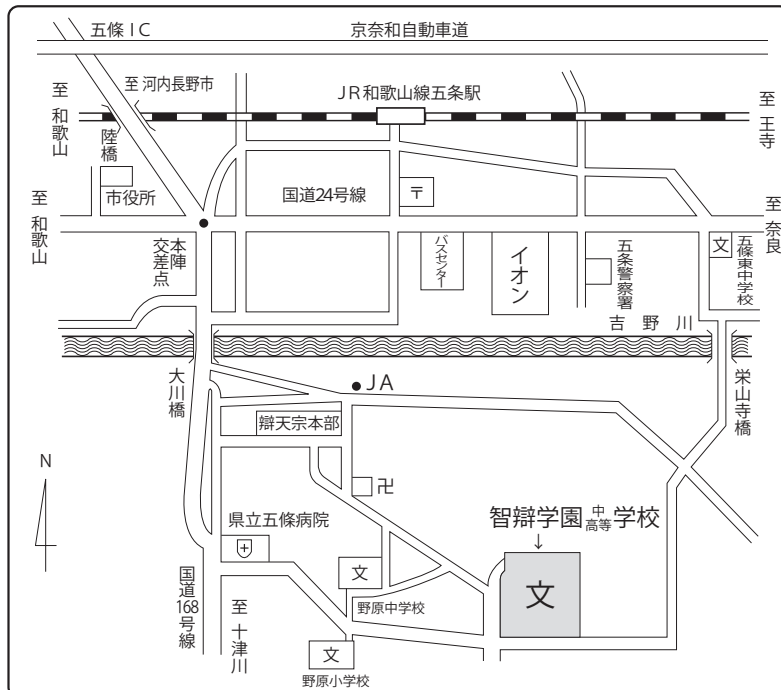 五條IC
京奈和自動車道
至 河内長野市
JR和歌山線五条駅
至 和歌山
至 王寺
陸橋
市役所
国道24号線
〒
至 和歌山
至 奈良
本陣
交差点
バスセンター
イオン
五条警察署
文
五條東中学校
吉野川
大川橋
JA
栄山寺橋
辯天宗本部
N
卍
県立五條病院
智辯学園中高等学校
文
文
野原中学校
国道168号線
至 十津川
文
野原小学校